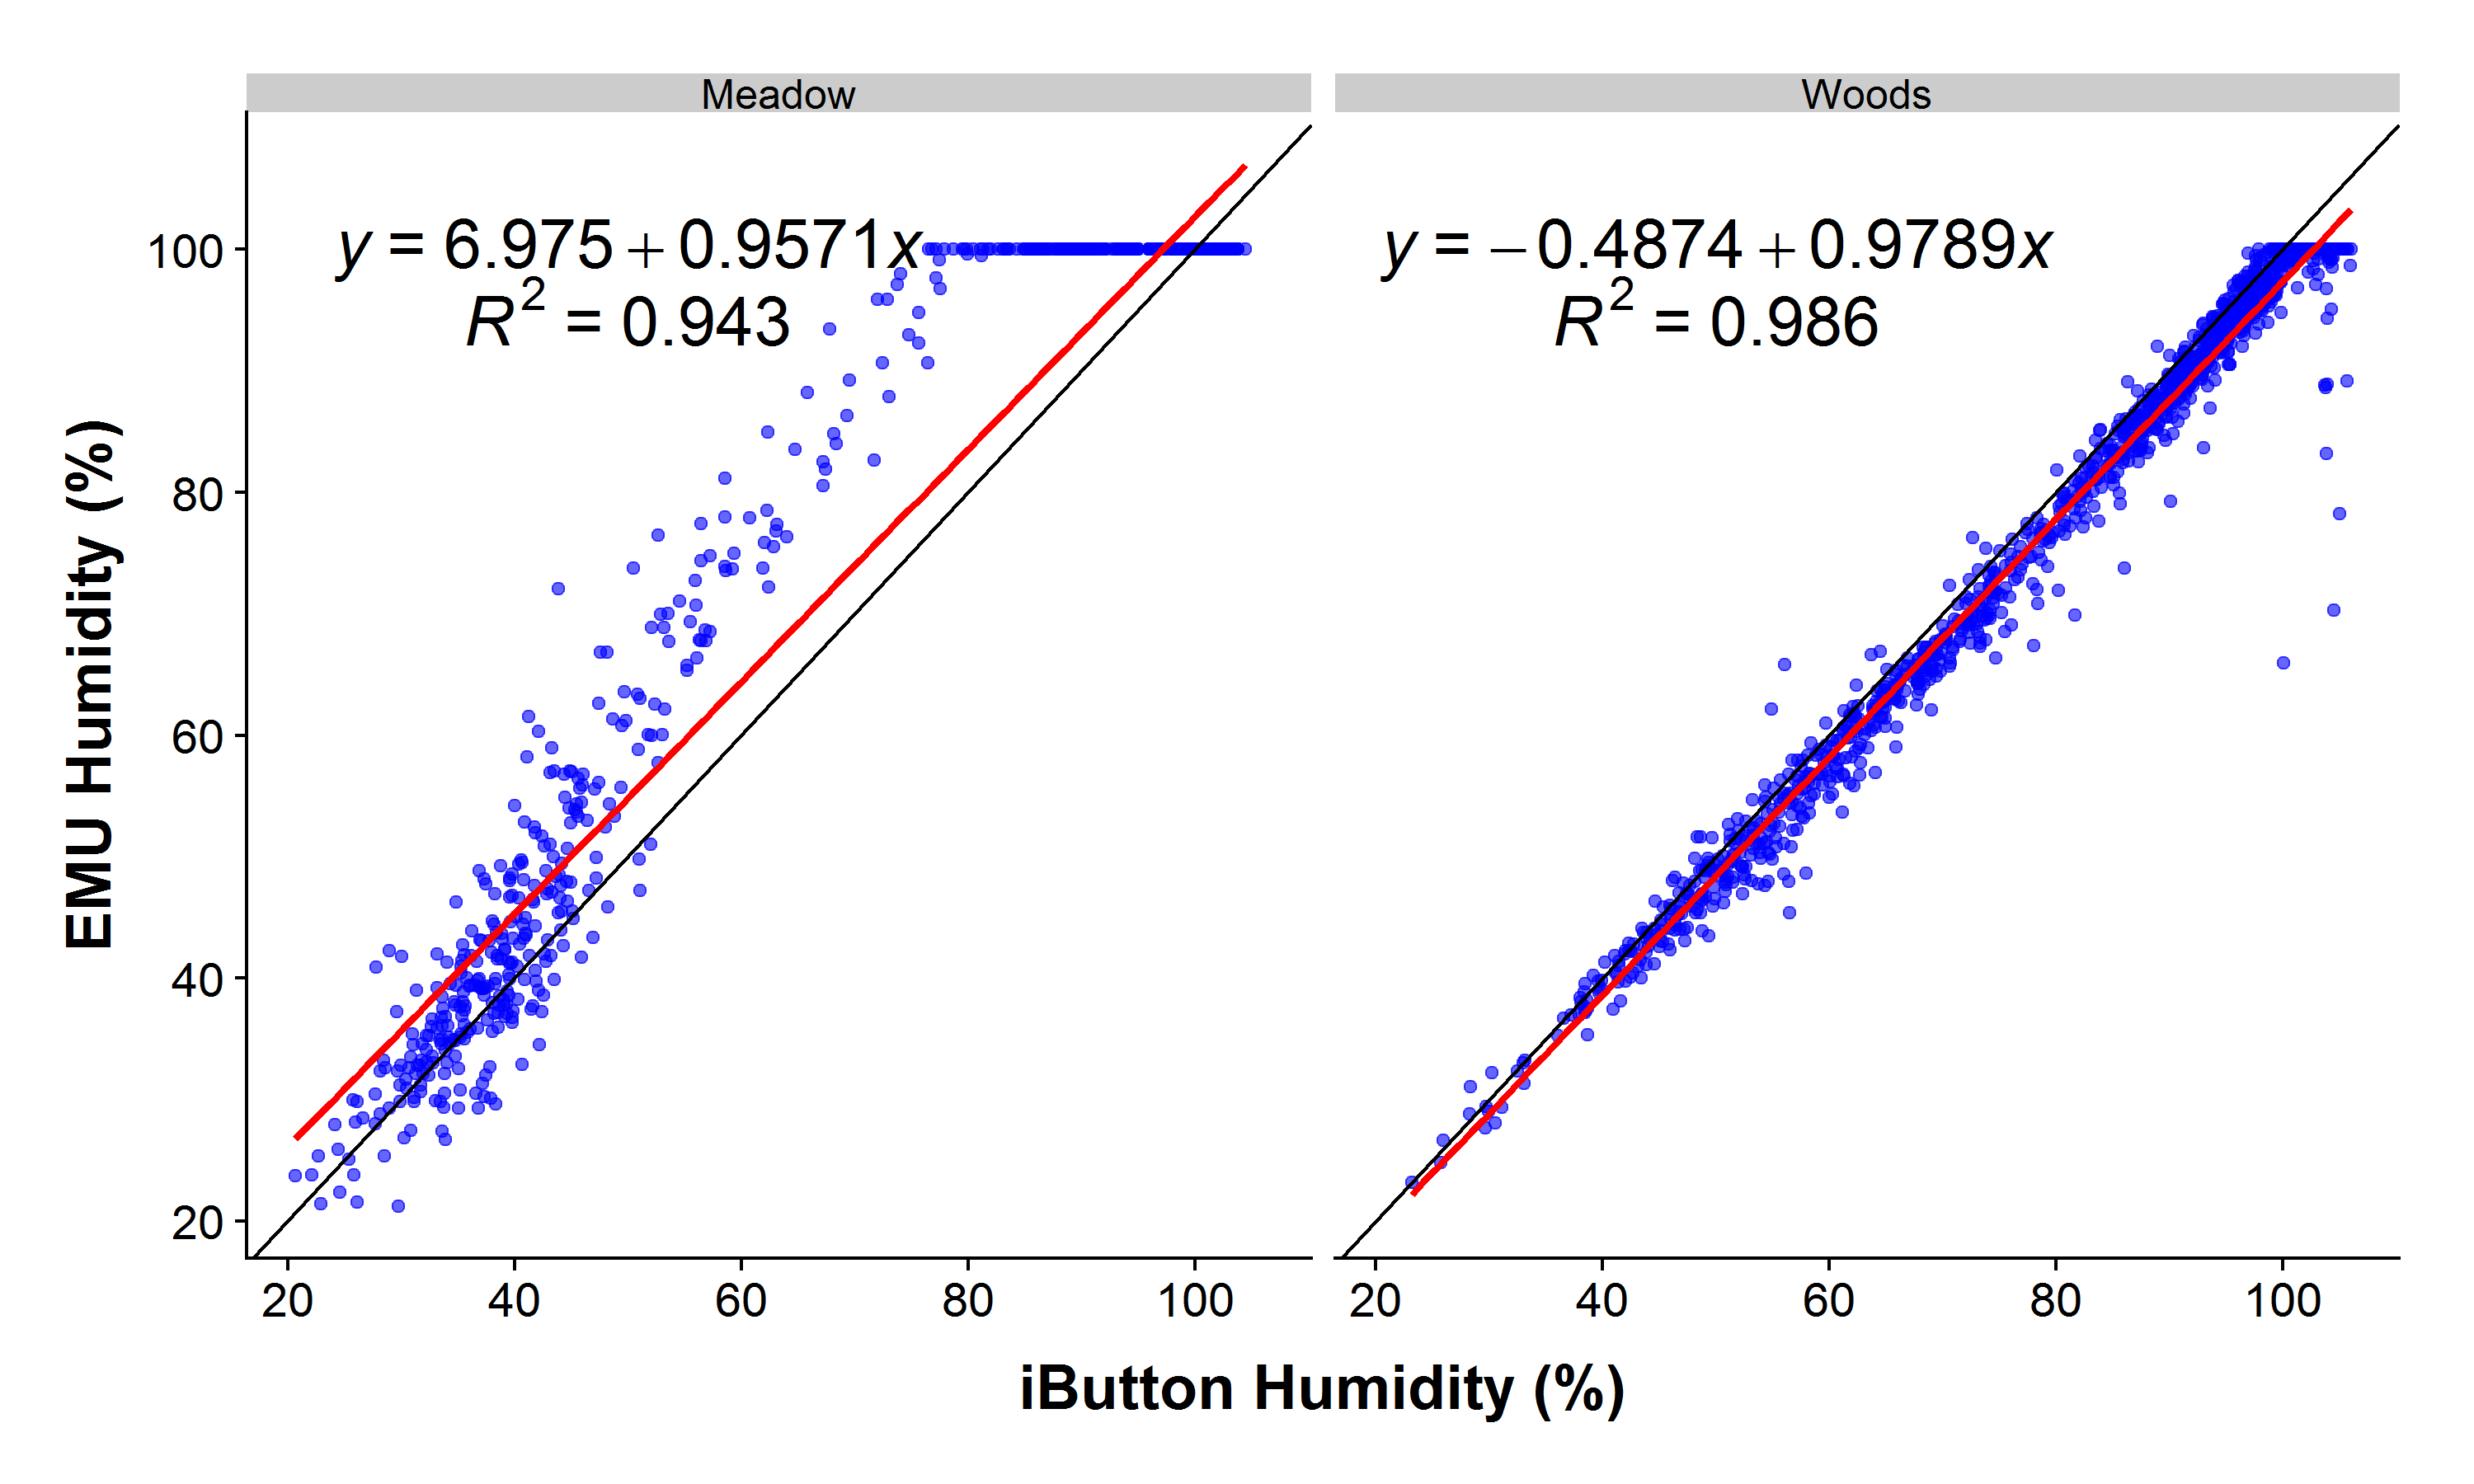 Meadow
Woods
y = 6.975 + 0.9571x
R² = 0.943
y = −0.4874 + 0.9789x
R² = 0.986
EMU Humidity (%)
100
80
60
40
20
20 40 60 80 100
20 40 60 80 100
iButton Humidity (%)